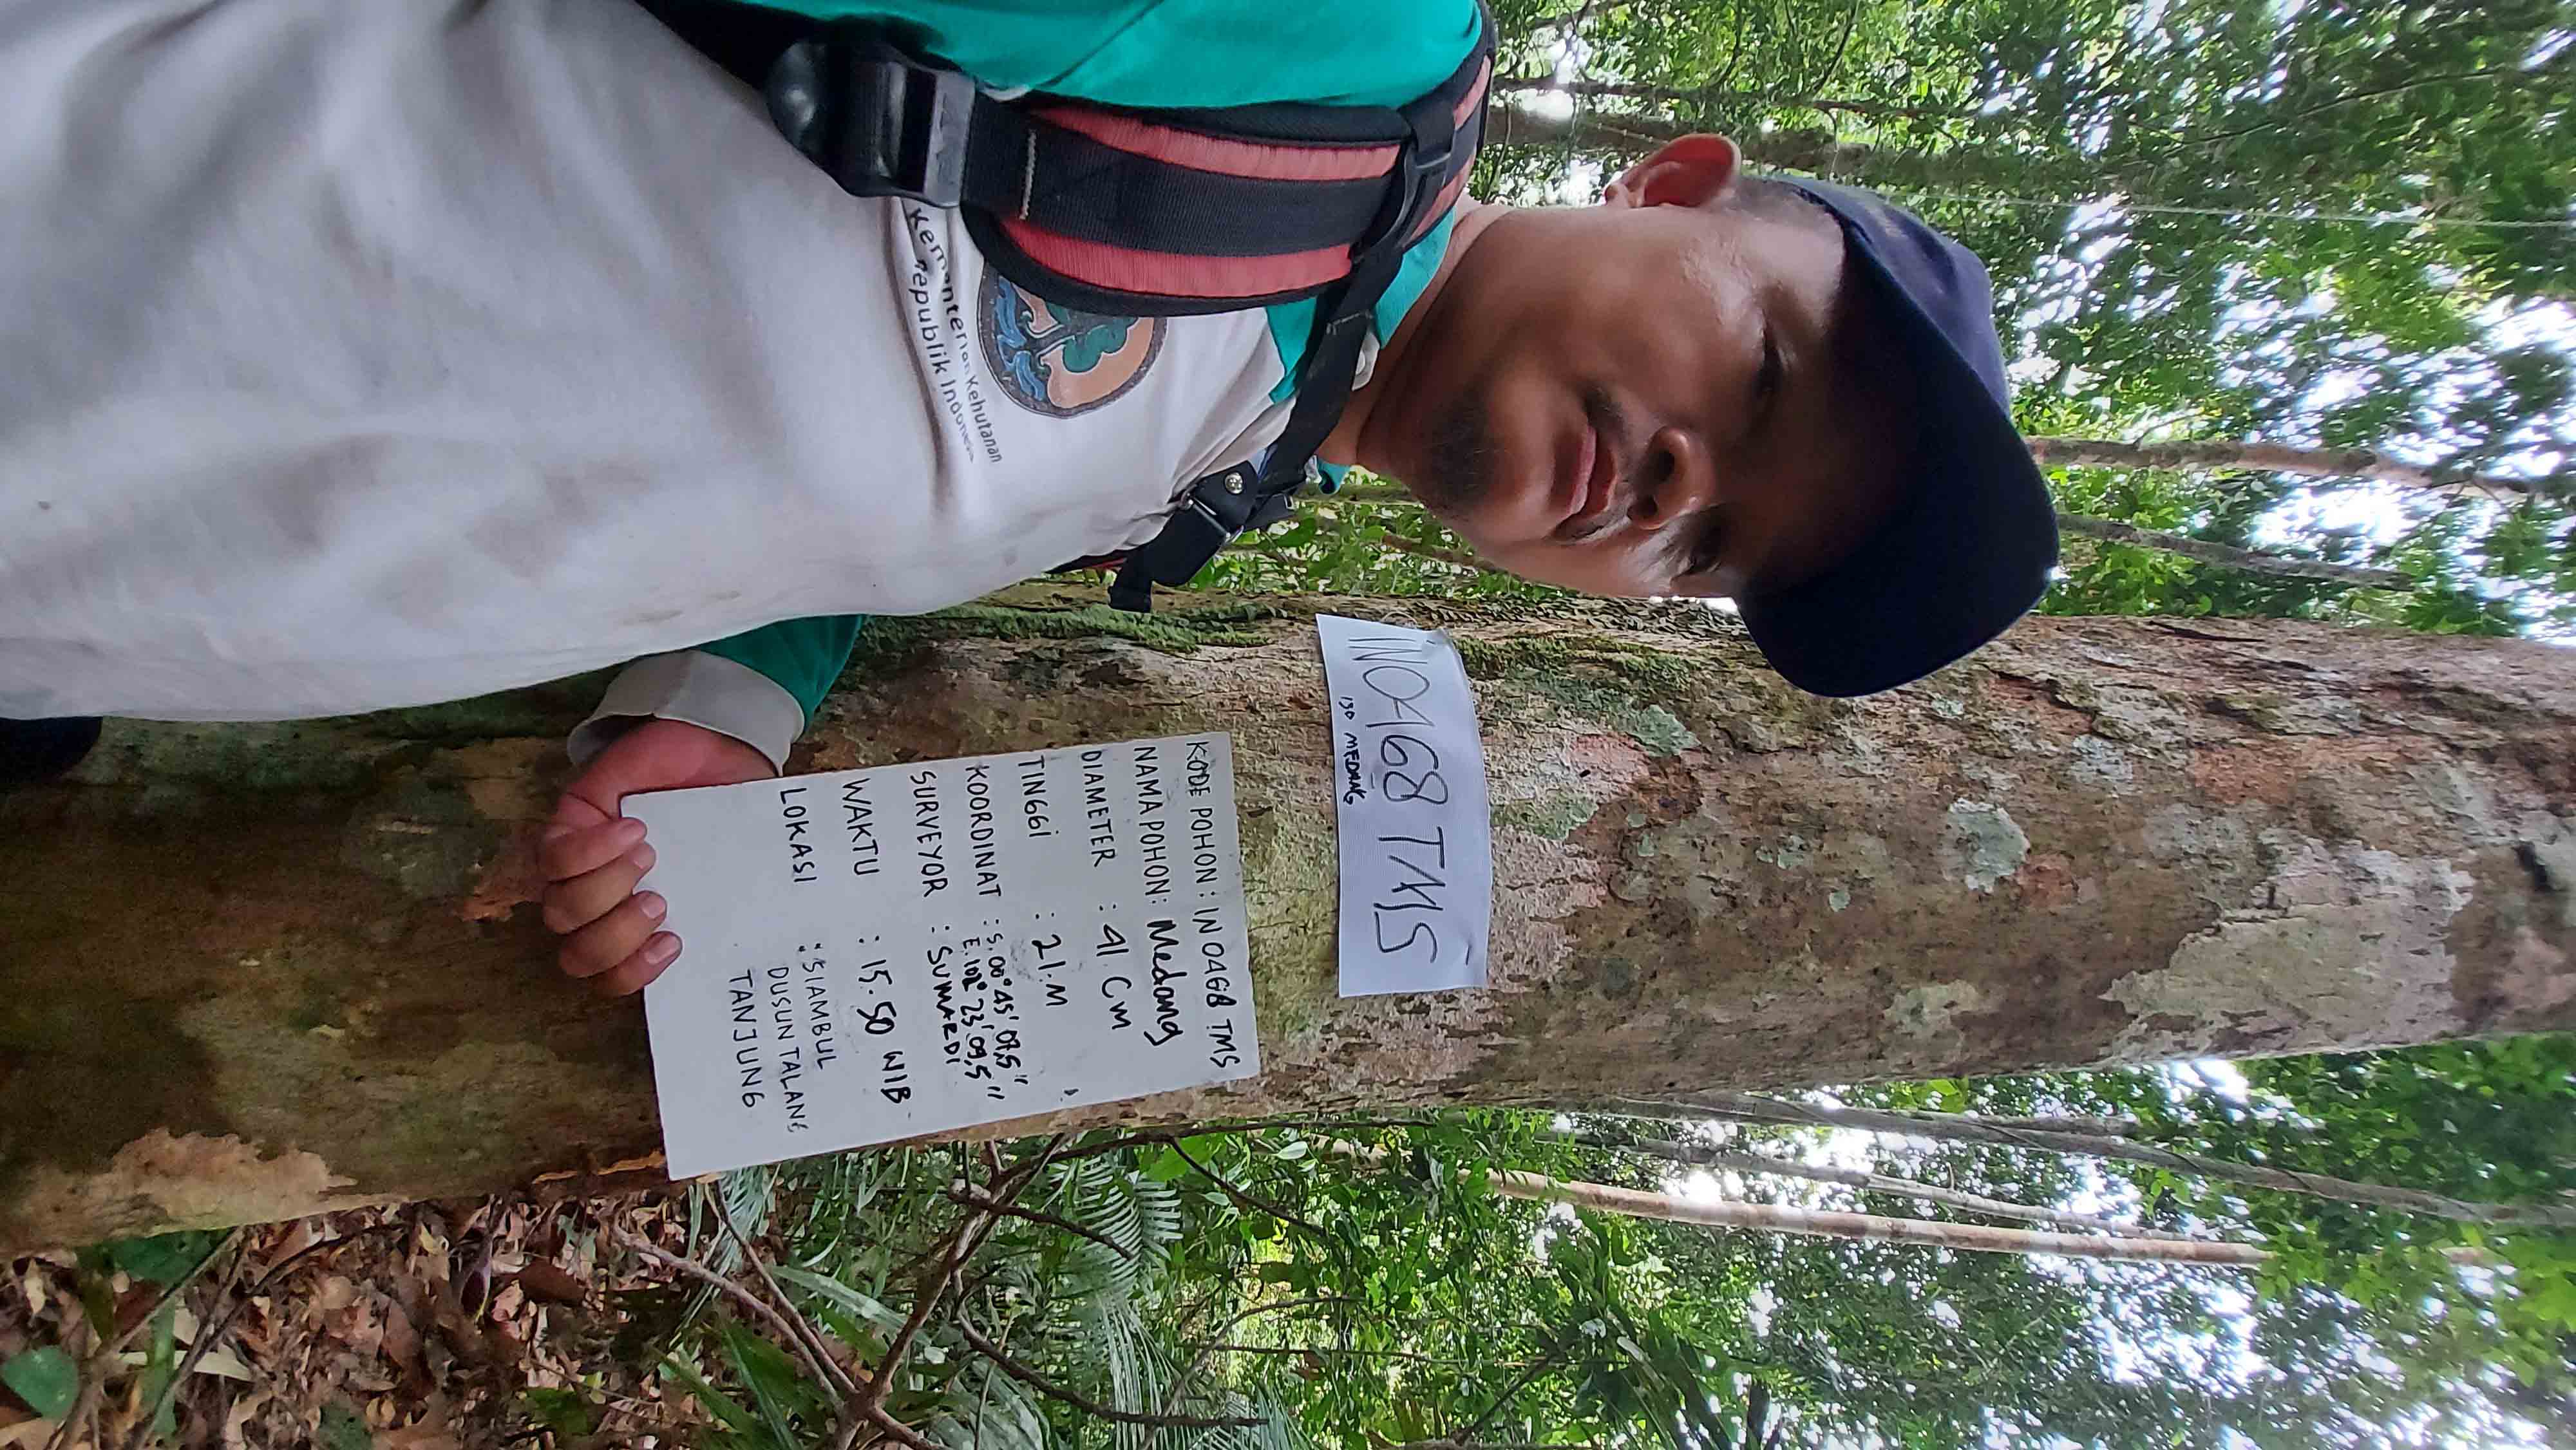 IN0468 TMS
130 MEDANG
KODE POHON : IN 0468 TMS
NAMA POHON : Medang
DIAMETER : 41 Cm
TINGGI : 21.M
KOORDINAT : S. 00° 45' 07,5"
E. 102° 23' 09,5"
SURVEYOR : SUMARDI
WAKTU : 15.50 WIB
LOKASI : SIAMBUL
DUSUN TALANG
TANJUNG
Kementerian Kehutanan
Republik Indonesia